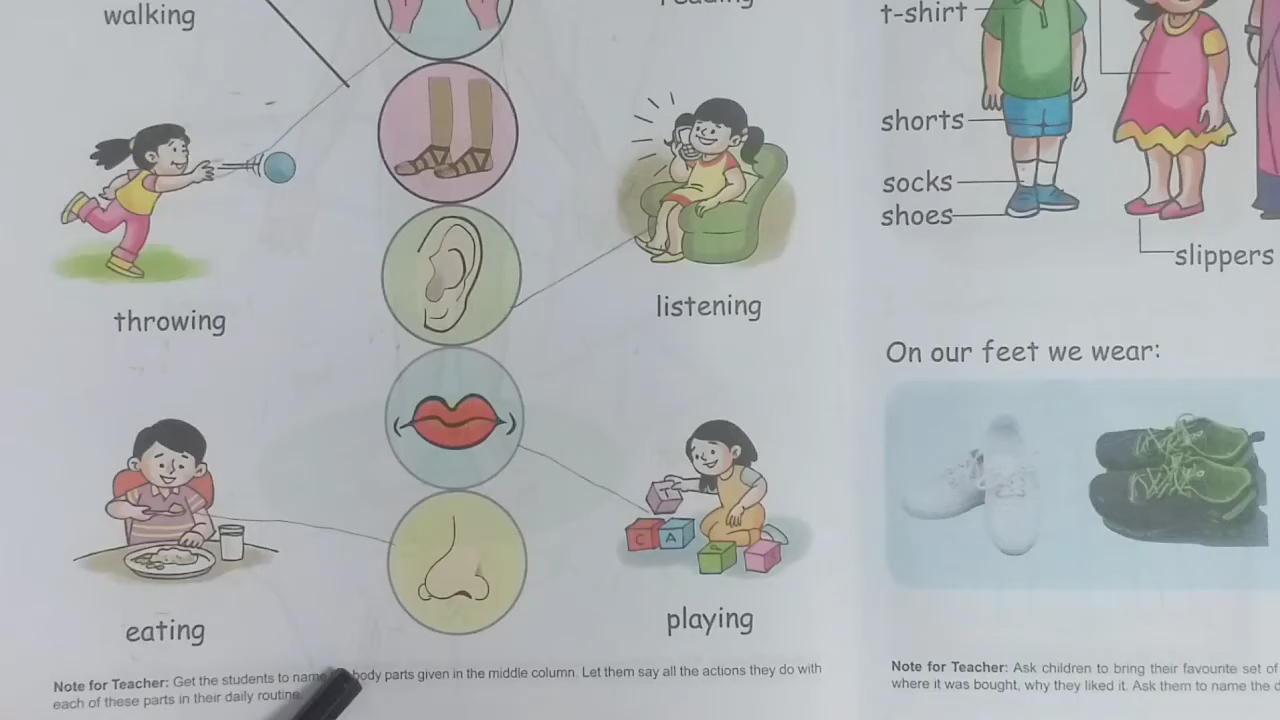 walking
throwing
listening
eating
playing
C A
Note for Teacher: Get the students to name body parts given in the middle column. Let them say all the actions they do with
each of these parts in their daily routine.
t-shirt
shorts
socks
shoes
slippers
On our feet we wear:
Note for Teacher: Ask children to bring their favourite set of
where it was bought, why they liked it. Ask them to name the